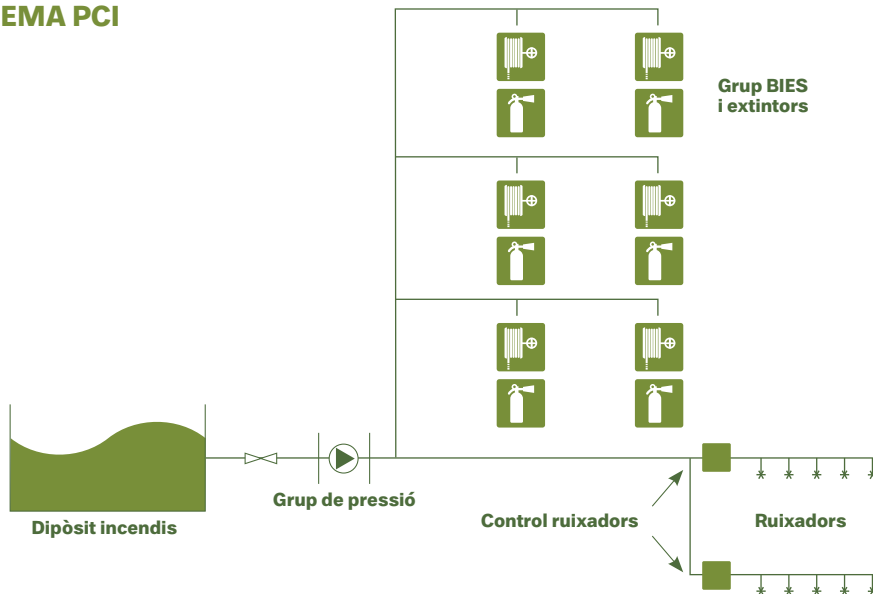 EMA PCI
Grup BIES
i extintors
Grup de pressió
Dipòsit incendis
Control ruixadors
Ruixadors